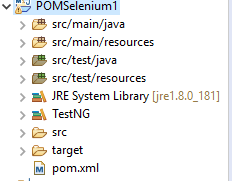 POMSelenium1
src/main/java
src/main/resources
src/test/java
src/test/resources
JRE System Library [jre1.8.0_181]
TestNG
src
target
pom.xml